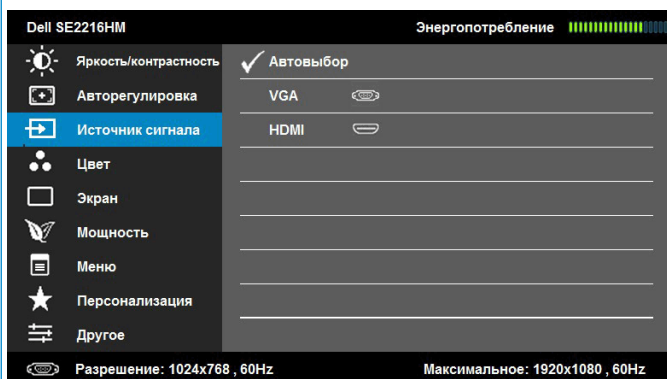 Dell SE2216HM Энергопотребление
Яркость/контрастность Автовыбор
Авторегулировка VGA
Источник сигнала HDMI
Цвет
Экран
Мощность
Меню
Персонализация
Другое
Разрешение: 1024x768 , 60Hz Максимальное: 1920x1080 , 60Hz